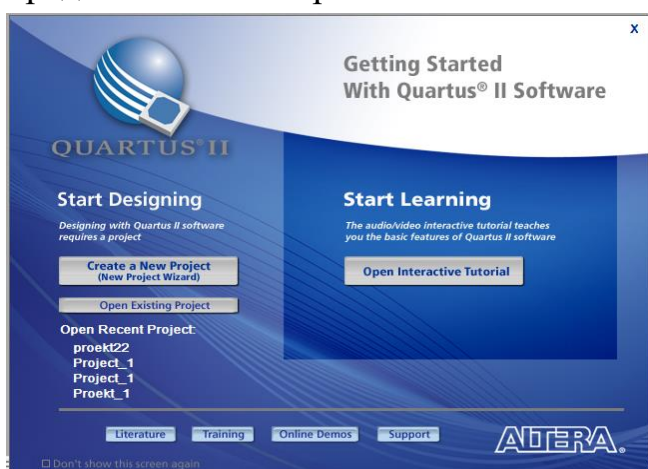 x
Getting Started
With Quartus® II Software
QUARTUS® II
Start Designing
Designing with Quartus II software
requires a project
Create a New Project
(New Project Wizard)
Open Existing Project
Open Recent Project:
proekt22
Project_1
Project_1
Proekt_1
Start Learning
The audio/video interactive tutorial teaches
you the basic features of Quartus II software
Open Interactive Tutorial
Literature
Training
Online Demos
Support
ALTERA®
Don't show this screen again